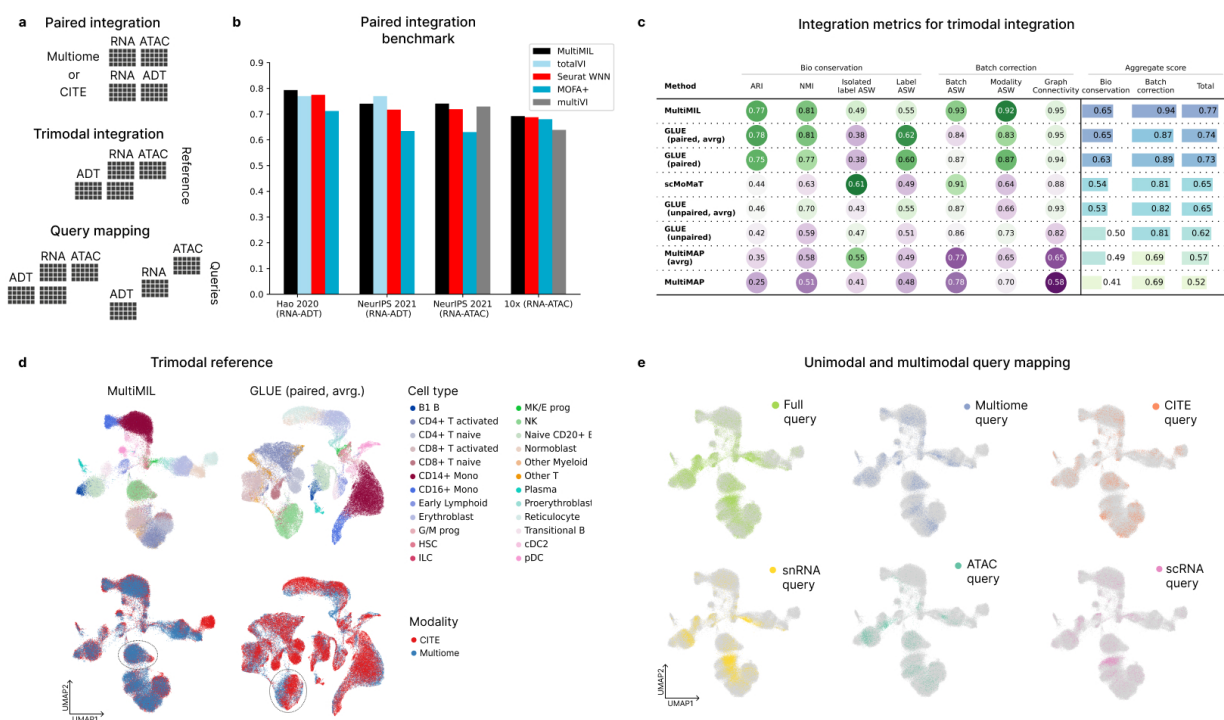 a
Paired integration
RNA ATAC
Multiome
or
CITE
RNA ADT
Trimodal integration
RNA ATAC
ADT
Reference
Query mapping
RNA ATAC
ADT
ATAC
RNA
ADT
Queries
b
Paired integration
benchmark
MultiMIL
totalVI
Seurat WNN
MOFA+
multiVI
0.9
0.8
0.7
0.6
0.5
0.4
0.3
0.2
0.1
0.0
Hao 2020
(RNA-ADT)
NeurIPS 2021
(RNA-ADT)
NeurIPS 2021
(RNA-ATAC)
10x (RNA-ATAC)
c
Integration metrics for trimodal integration
Bio conservation Batch correction Aggregate score
Method ARI NMI Isolated label ASW Label ASW Batch ASW Modality ASW Graph Connectivity Bio conservation Batch correction Total
MultiMIL 0.77 0.81 0.49 0.55 0.93 0.92 0.95 0.65 0.94 0.77
GLUE (paired, avrg) 0.78 0.81 0.38 0.62 0.84 0.83 0.95 0.65 0.87 0.74
GLUE (paired) 0.75 0.77 0.38 0.60 0.87 0.87 0.94 0.63 0.89 0.73
scMoMaT 0.44 0.63 0.61 0.49 0.91 0.64 0.88 0.54 0.81 0.65
GLUE (unpaired, avrg) 0.46 0.70 0.43 0.55 0.87 0.66 0.93 0.53 0.82 0.65
GLUE (unpaired) 0.42 0.59 0.47 0.51 0.86 0.73 0.82 0.50 0.81 0.62
MultiMAP (avrg) 0.35 0.58 0.55 0.49 0.77 0.65 0.65 0.49 0.69 0.57
MultiMAP 0.25 0.51 0.41 0.48 0.78 0.70 0.58 0.41 0.69 0.52
d
Trimodal reference
MultiMIL
GLUE (paired, avrg.)
Cell type
B1 B
CD4+ T activated
CD4+ T naive
CD8+ T activated
CD8+ T naive
CD14+ Mono
CD16+ Mono
Early Lymphoid
Erythroblast
G/M prog
HSC
ILC
MK/E prog
NK
Naive CD20+ E
Normoblast
Other Myeloid
Other T
Plasma
Proerythroblast
Reticulocyte
Transitional B
cDC2
pDC
Modality
CITE
Multiome
UMAP2
UMAP1
e
Unimodal and multimodal query mapping
Full
query
Multiome
query
CITE
query
snRNA
query
ATAC
query
scRNA
query
UMAP2
UMAP1